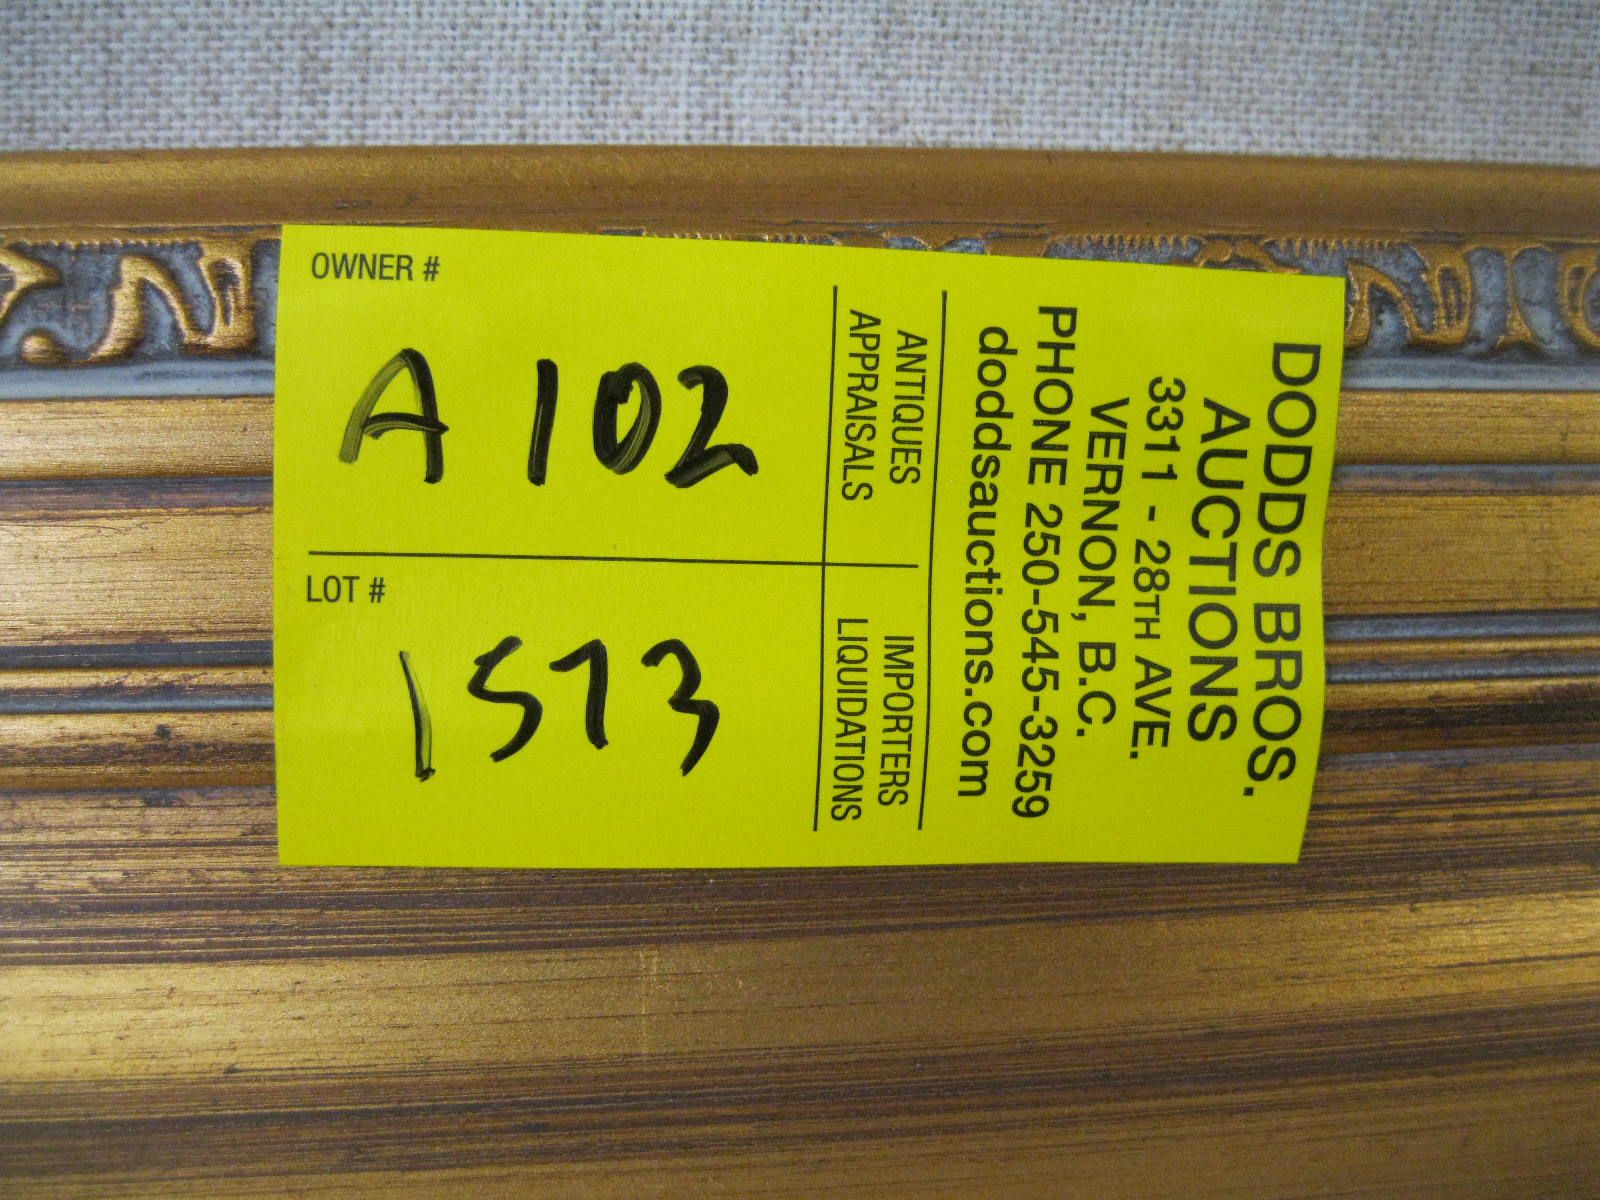 OWNER #
A 102
LOT #
1573
DODDS BROS.
AUCTIONS
3311 - 28TH AVE.
VERNON, B.C.
PHONE 250-545-3259
doddsauctions.com
ANTIQUES
APPRAISALS
IMPORTERS
LIQUIDATIONS